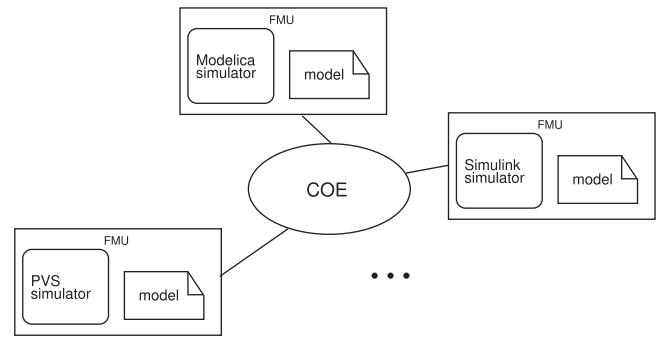 FMU
Modelica
simulator
model
FMU
Simulink
simulator
model
COE
FMU
PVS
simulator
model